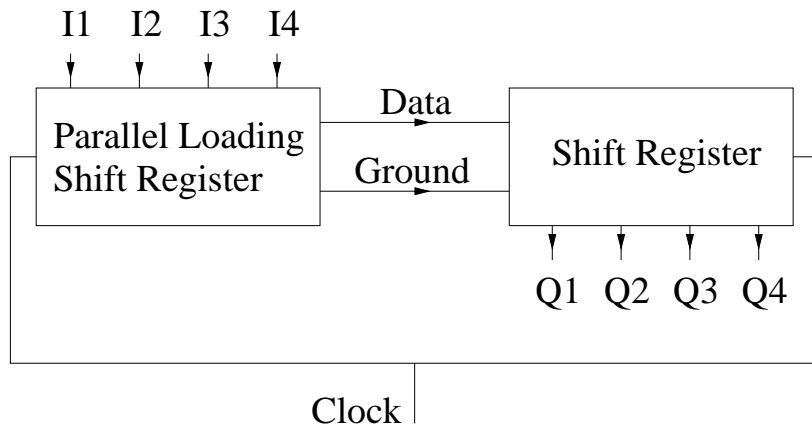 I1 I2 I3 I4
Parallel Loading
Shift Register
Data
Ground
Shift Register
Q1 Q2 Q3 Q4
Clock